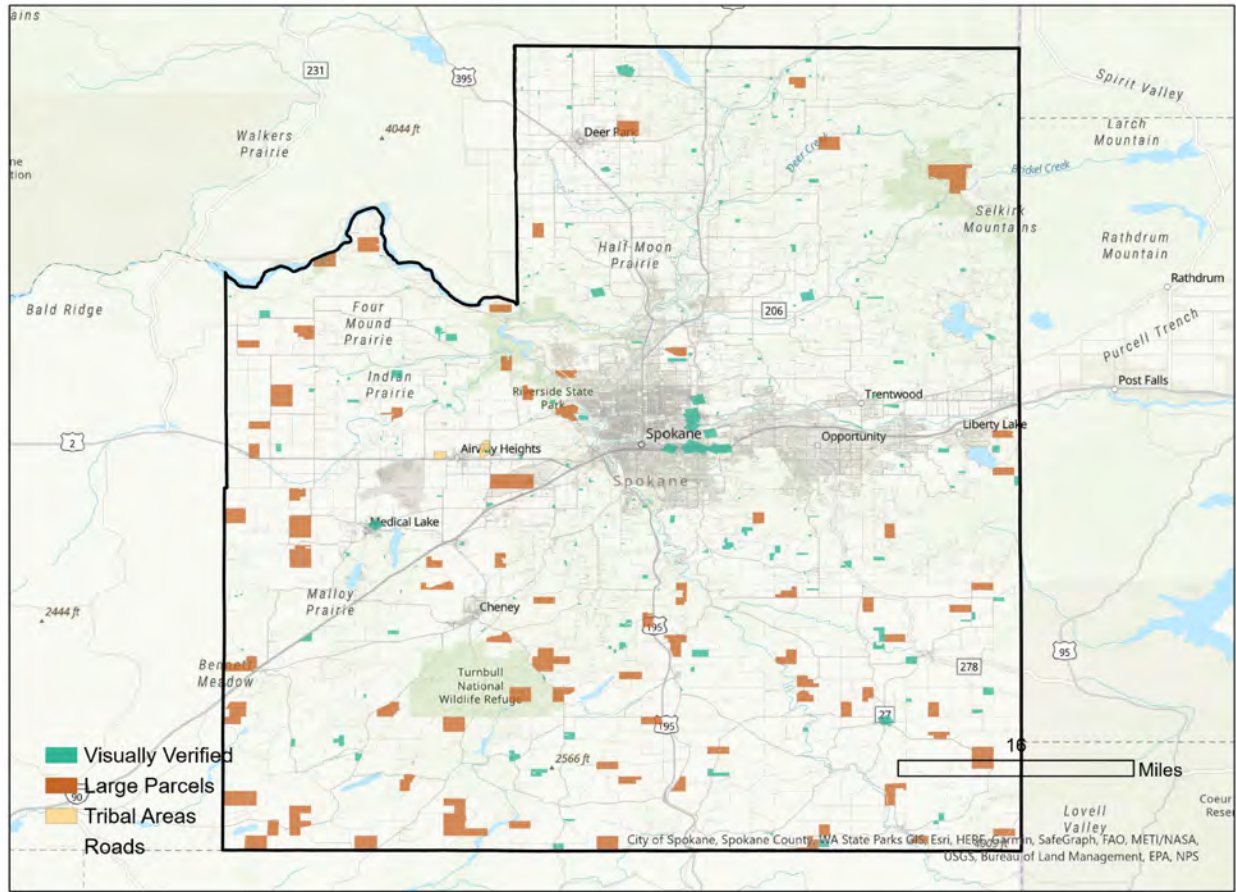 ains
231
395
Spirit Valley
4044 ft
Deer Park
Walkers
Prairie
Larch
Mountain
ne
tion
Deer Creek
Brickel Creek
Selkirk
Mountains
Rathdrum
Mountain
Half Moon
Prairie
Rathdrum
Bald Ridge
Four
Mound
Prairie
206
Purcell Trench
Indian
Prairie
Riverside State
Park
Trentwood
Post Falls
2
Airway Heights
Spokane
Opportunity
Liberty Lake
Spokane
Medical Lake
Malloy
Prairie
2444 ft
Cheney
195
95
Bennett
Meadow
Turnbull
National
Wildlife Refuge
278
27
195
16
Visually Verified
2566 ft
Miles
Large Parcels
90
Tribal Areas
Lovell
Valley
Coeur
Rese
Roads
City of Spokane, Spokane County, WA State Parks GIS, Esri, HERE, Garmin, SafeGraph, FAO, METI/NASA,
USGS, Bureau of Land Management, EPA, NPS